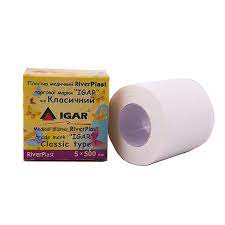 Пластир медичний RiverPlast
торгової марки "IGAR"
тип Класичний
IGAR
Medical plaster RiverPlast
trade mark "IGAR"
Classic type
RiverPlast 5×500 см